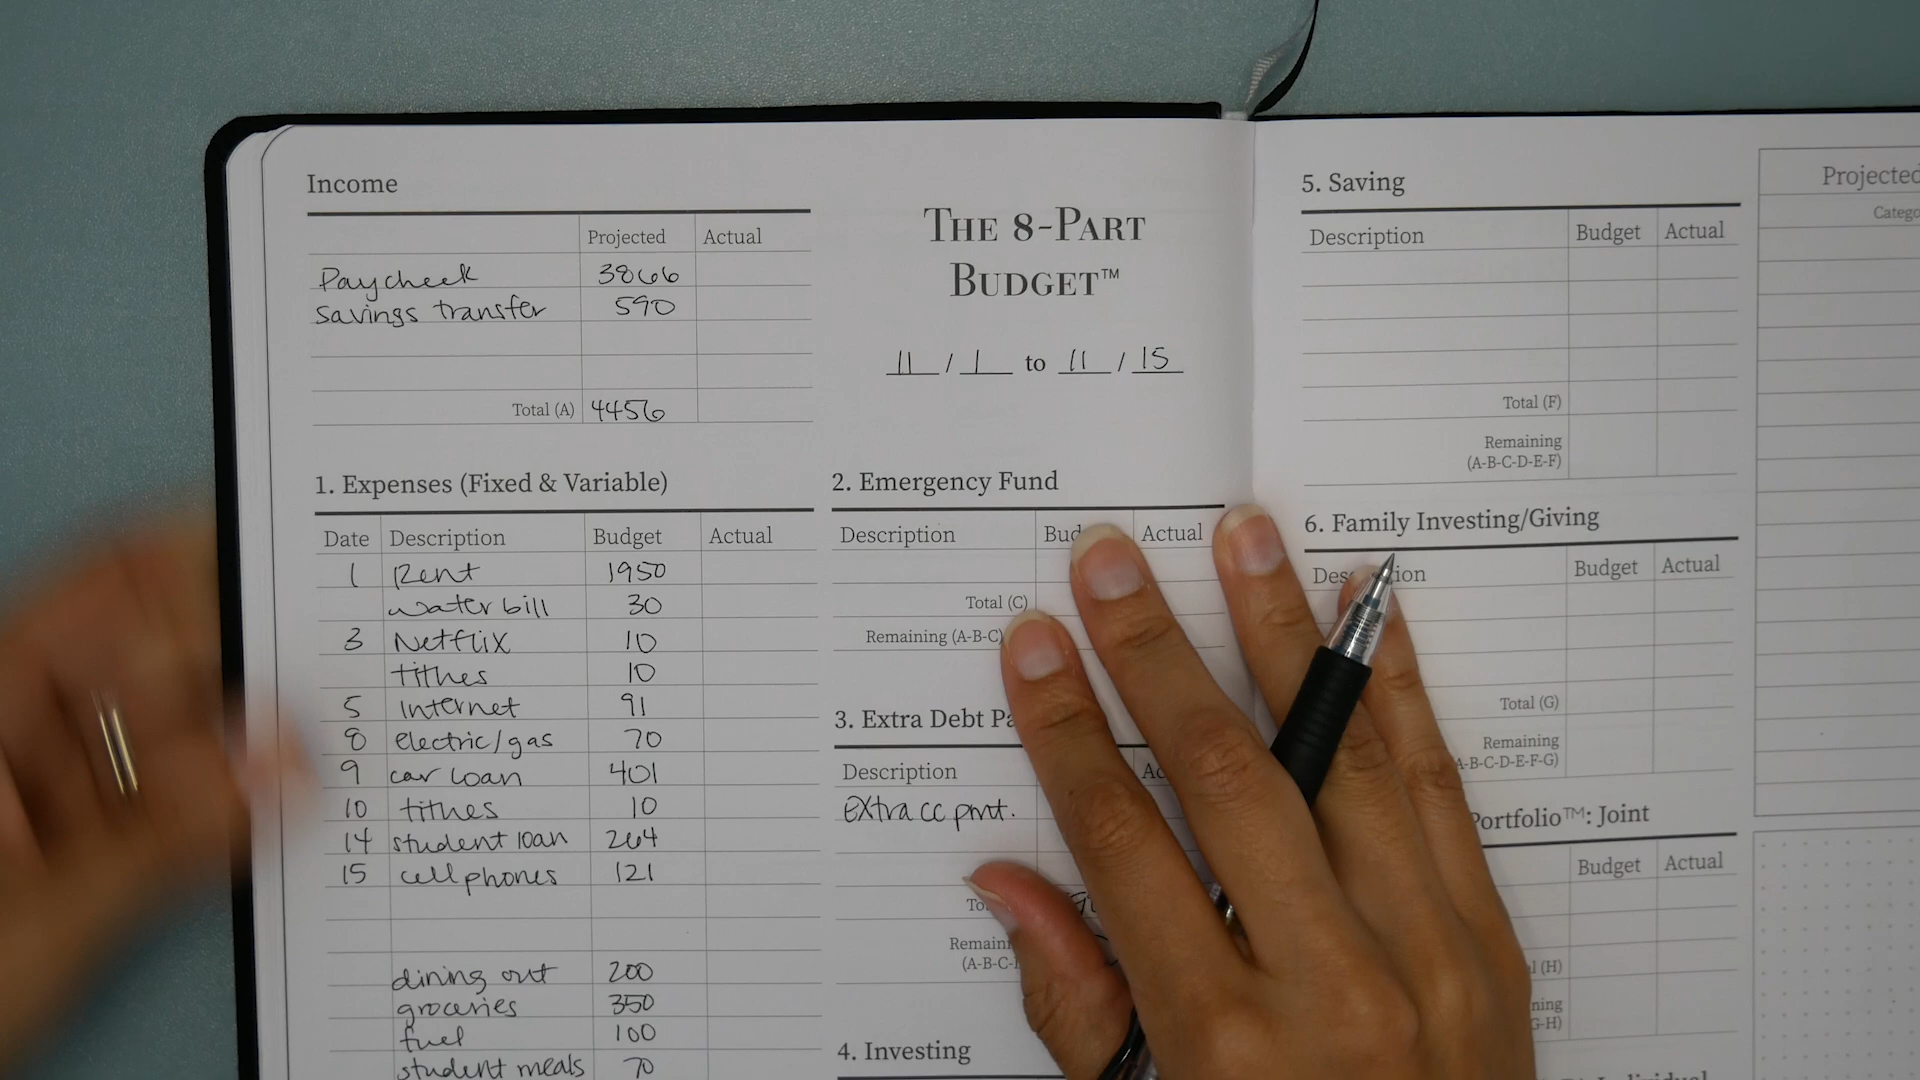 Income
Projected Actual
Paycheck 3866
Savings transfer 590
Total (A) 4456
THE 8-PART
BUDGET™
11 / 1 to 11 / 15
1. Expenses (Fixed & Variable)
Date Description Budget Actual
1 Rent 1950
water bill 30
3 Netflix 10
tithes 10
5 Internet 91
8 electric/gas 70
9 car loan 401
10 tithes 10
14 student loan 264
15 cell phones 121
dining out 200
groceries 350
fuel 100
student meals 70
2. Emergency Fund
Description Actual
Total (C)
Remaining (A-B-C)
3. Extra Debt
Description
extra cc pmt.
4. Investing
5. Saving
Description Budget Actual
Total (F)
Remaining
(A-B-C-D-E-F)
6. Family Investing/Giving
Budget Actual
Total (G)
Remaining
A-B-C-D-E-F-G)
Portfolio™: Joint
Budget Actual
(H)
G-H)
Projected